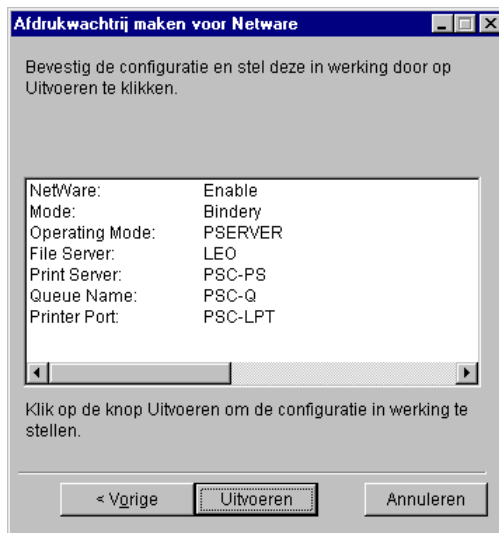 Afdrukwachtrij maken voor Netware
Bevestig de configuratie en stel deze in werking door op
Uitvoeren te klikken.
NetWare: Enable
Mode: Bindery
Operating Mode: PSERVER
File Server: LEO
Print Server: PSC-PS
Queue Name: PSC-Q
Printer Port: PSC-LPT
Klik op de knop Uitvoeren om de configuratie in werking te
stellen.
< Vorige Uitvoeren Annuleren